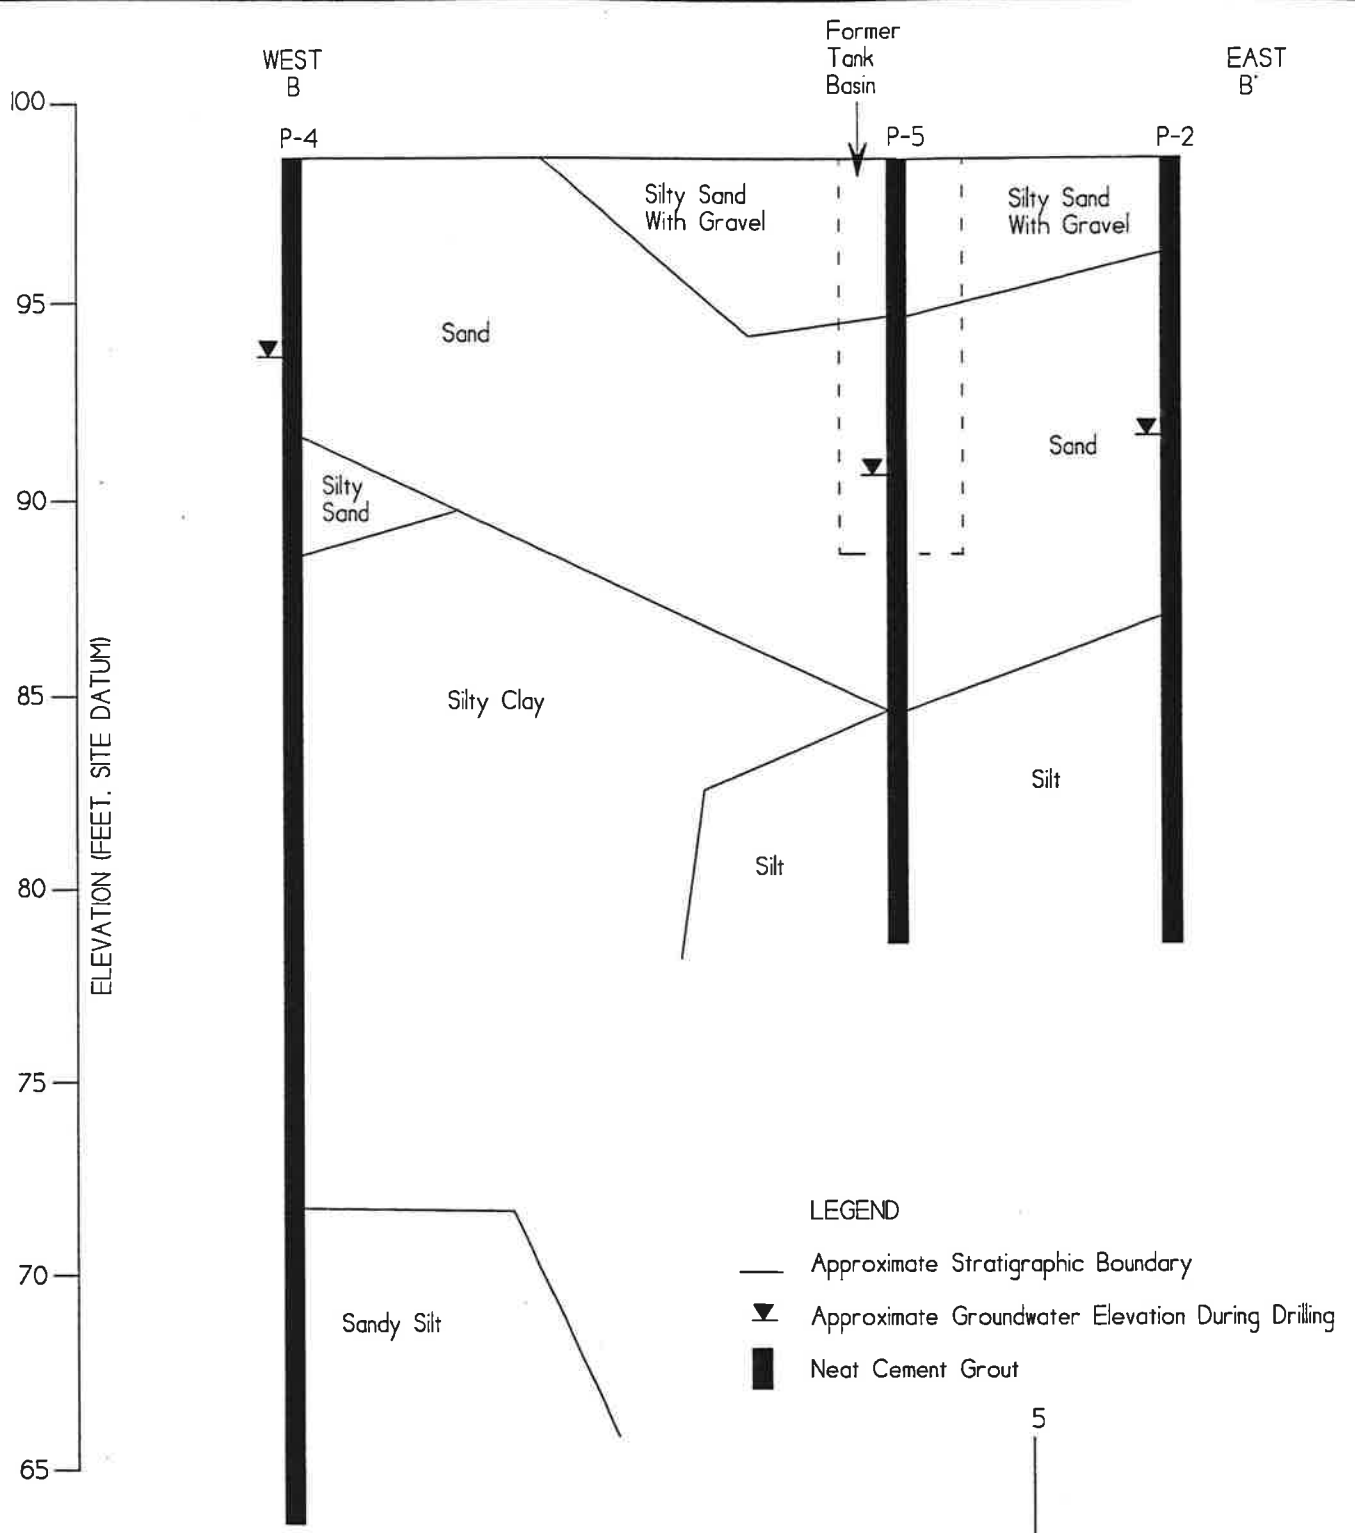 Former
Tank
Basin
WEST
B
EAST
B'
100
P-4
P-5
P-2
Silty Sand
With Gravel
Silty Sand
With Gravel
95
Sand
Sand
Silty
Sand
90
ELEVATION (FEET. SITE DATUM)
85
Silty Clay
Silt
Silt
80
75
LEGEND
Approximate Stratigraphic Boundary
70
Approximate Groundwater Elevation During Drilling
Sandy Silt
Neat Cement Grout
5
65